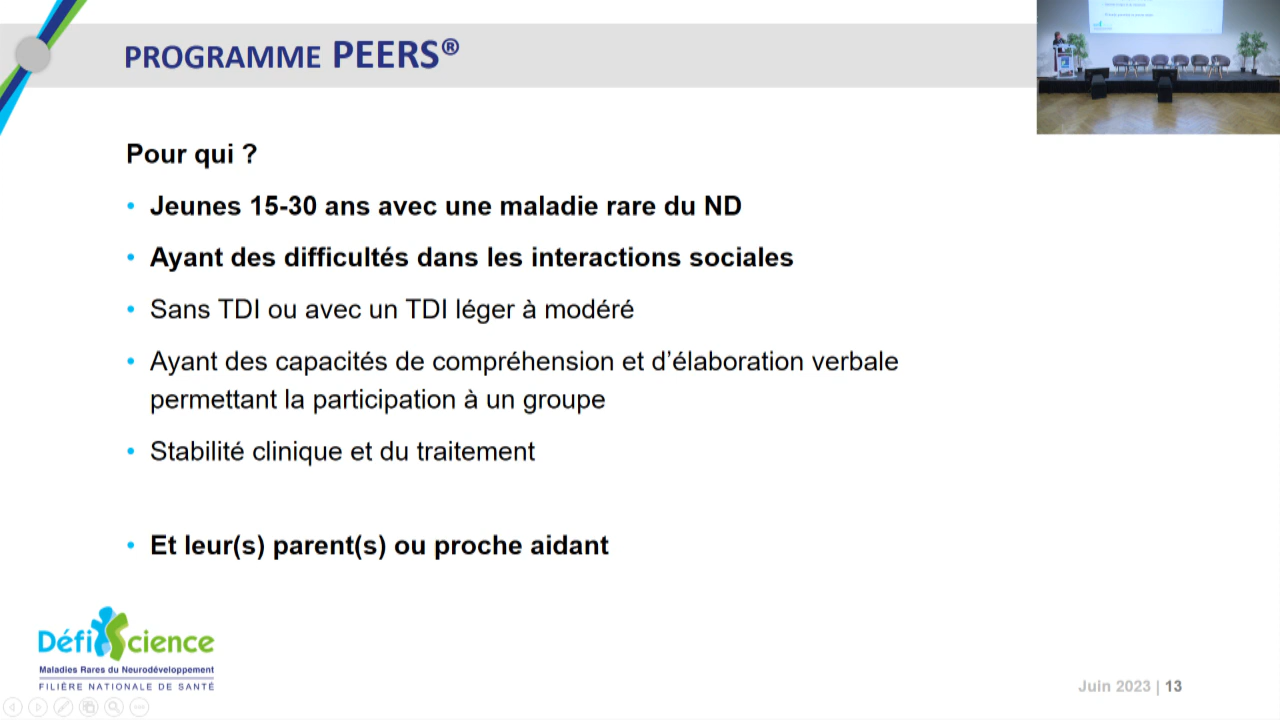 PROGRAMME PEERS®
Pour qui ?
• Jeunes 15-30 ans avec une maladie rare du ND
• Ayant des difficultés dans les interactions sociales
• Sans TDI ou avec un TDI léger à modéré
• Ayant des capacités de compréhension et d’élaboration verbale
permettant la participation à un groupe
• Stabilité clinique et du traitement
• Et leur(s) parent(s) ou proche aidant
DéfiScience
Maladies Rares du Neurodéveloppement
FILIÈRE NATIONALE DE SANTÉ
Juin 2023 | 13